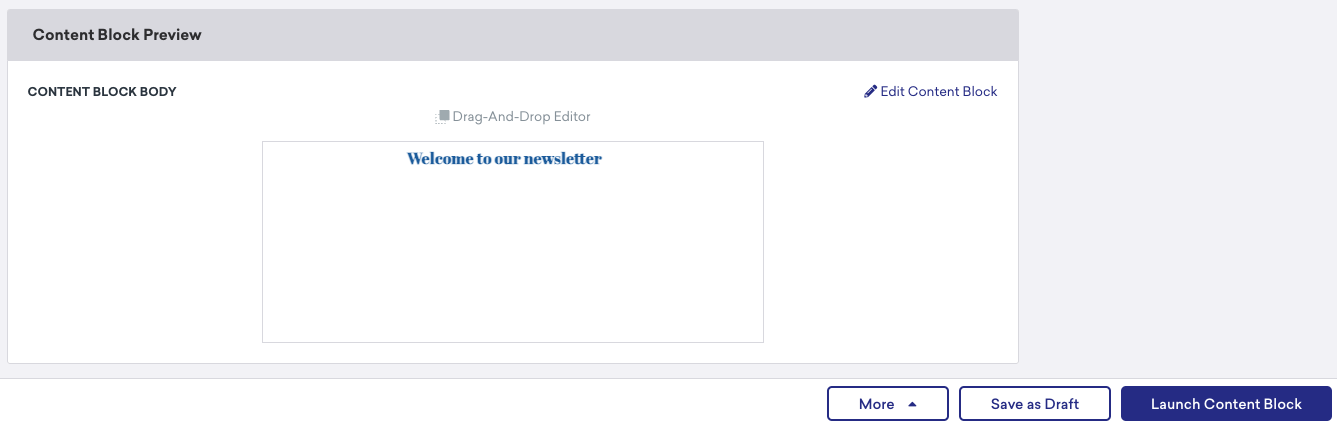 Content Block Preview
CONTENT BLOCK BODY
Edit Content Block
Drag-And-Drop Editor
Welcome to our newsletter
More
Save as Draft
Launch Content Block